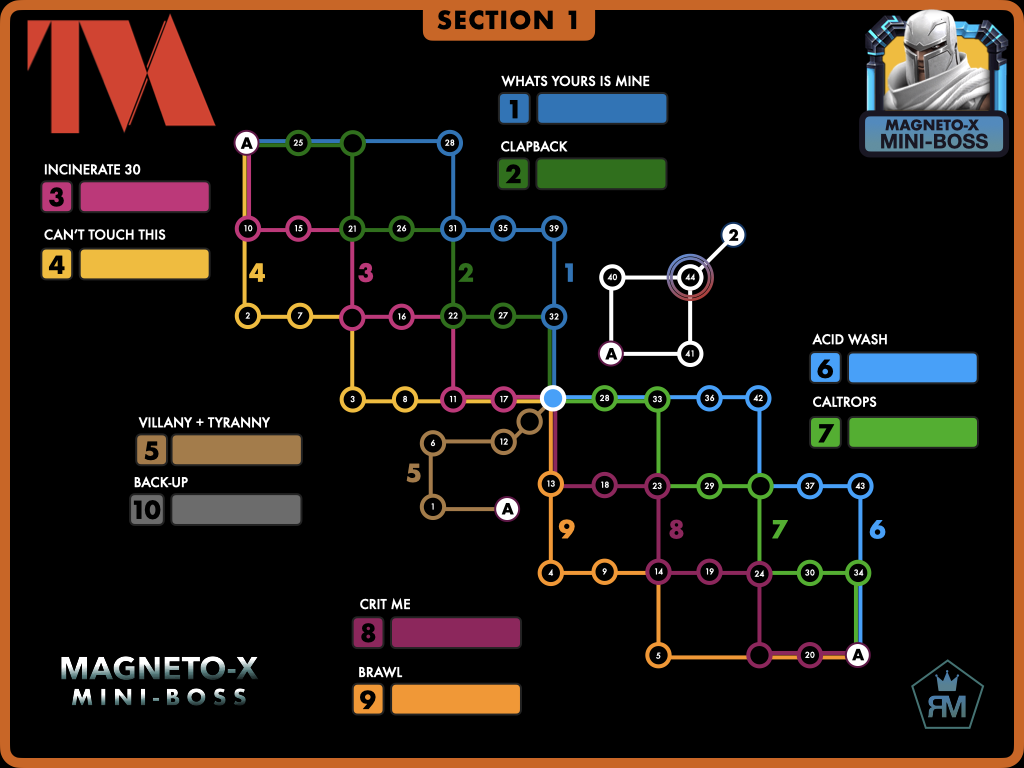 SECTION 1
TM
WHATS YOURS IS MINE
1
MAGNETO-X
MINI-BOSS
CLAPBACK
2
INCINERATE 30
3
CAN'T TOUCH THIS
4
A 25 28
10 15 21 26 31 35 39
2
4 3 2 1
40 44
2 7 16 22 27 32
A 41
ACID WASH
6
3 8 11 17 28 33 36 42
CALTROPS
7
VILLANY + TYRANNY
5
6 12
5
BACK-UP
10
1 A
13 18 23 29 37 43
9 8 7 6
4 9 14 19 24 30 34
CRIT ME
8
5 20 A
BRAWL
9
MAGNETO-X
MINI-BOSS
RM